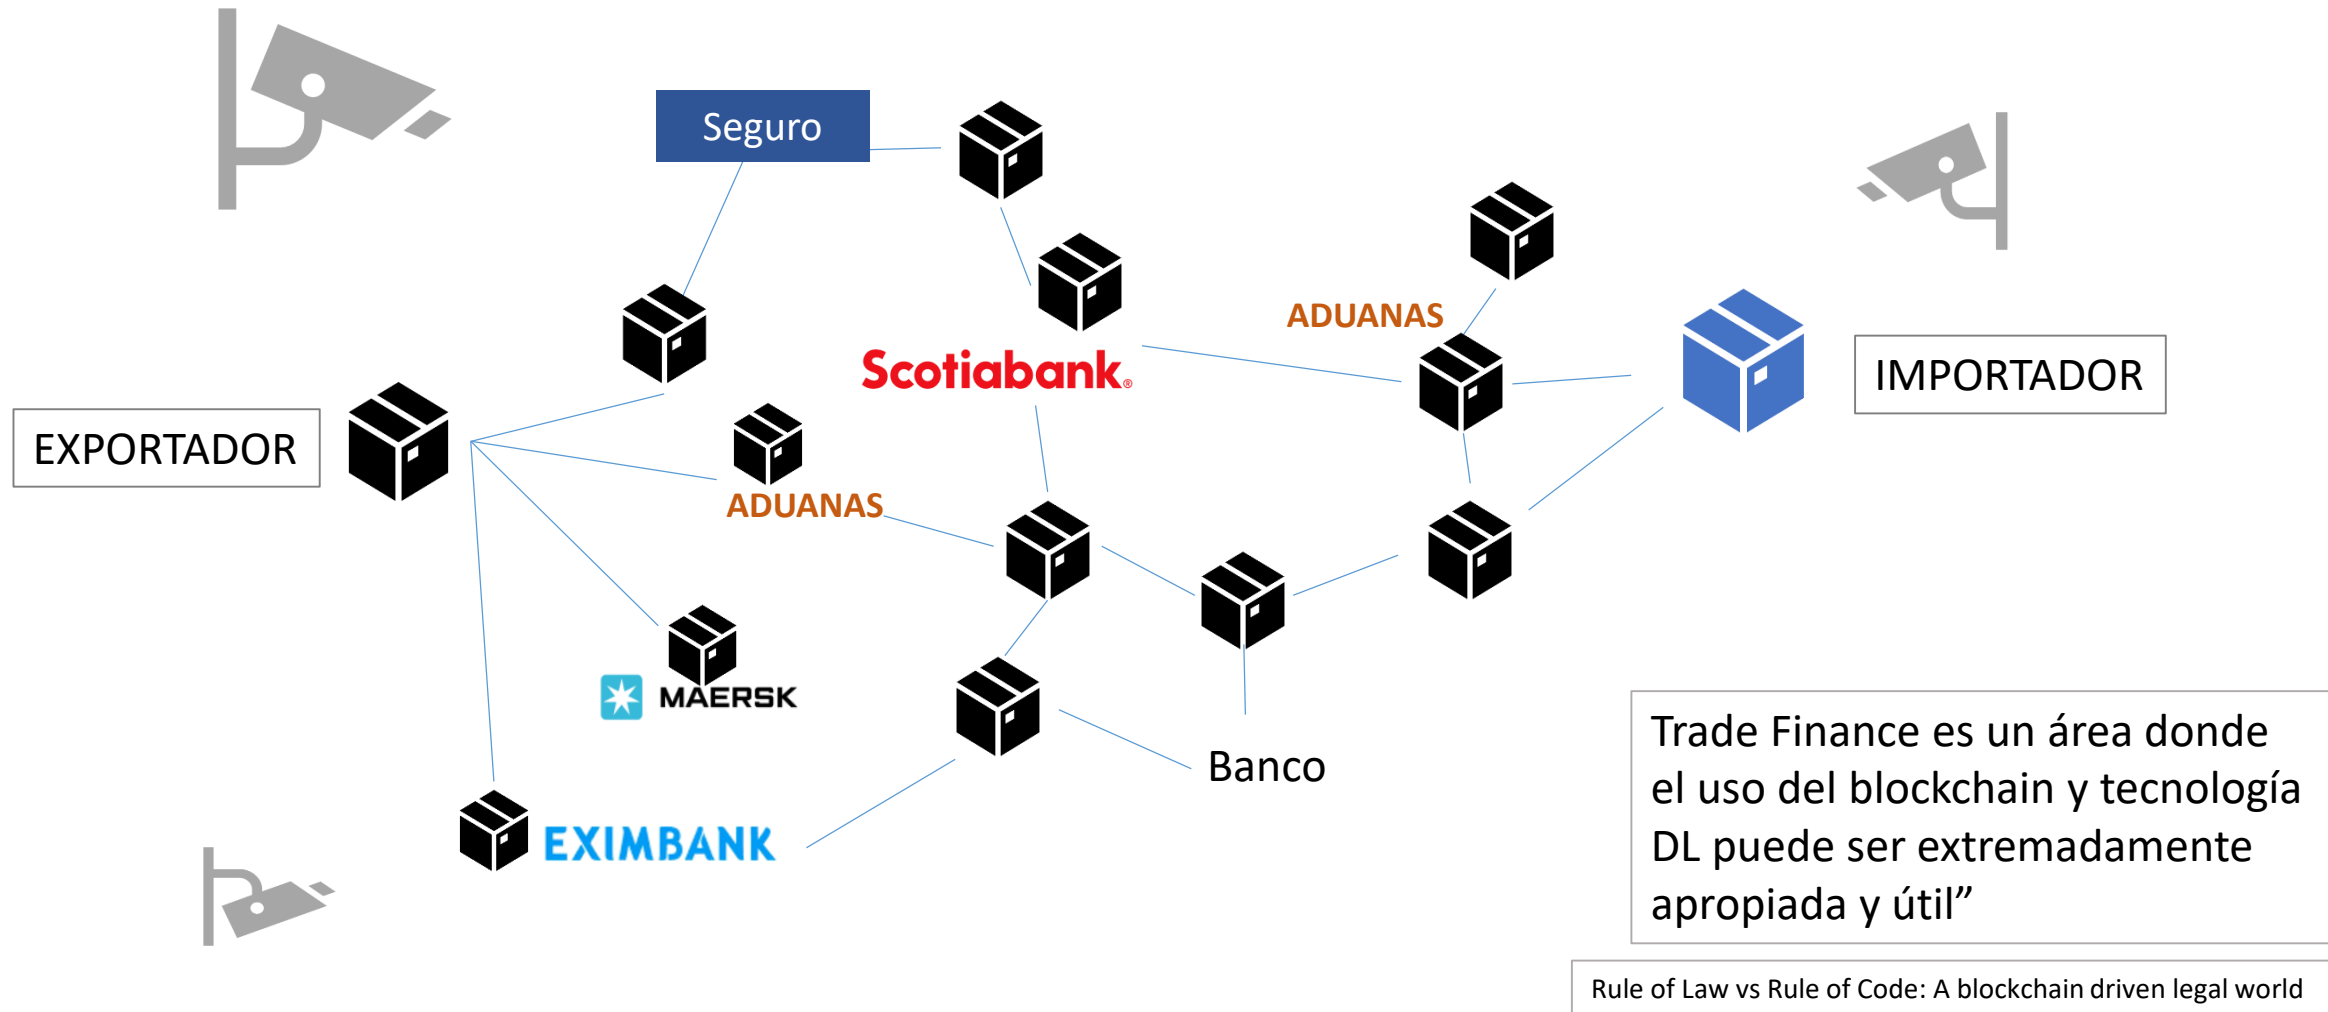 Seguro
ADUANAS
Scotiabank®
IMPORTADOR
EXPORTADOR
ADUANAS
MAERSK
Banco
EXIMBANK
Trade Finance es un área donde
el uso del blockchain y tecnología
DL puede ser extremadamente
apropiada y útil”
Rule of Law vs Rule of Code: A blockchain driven legal world